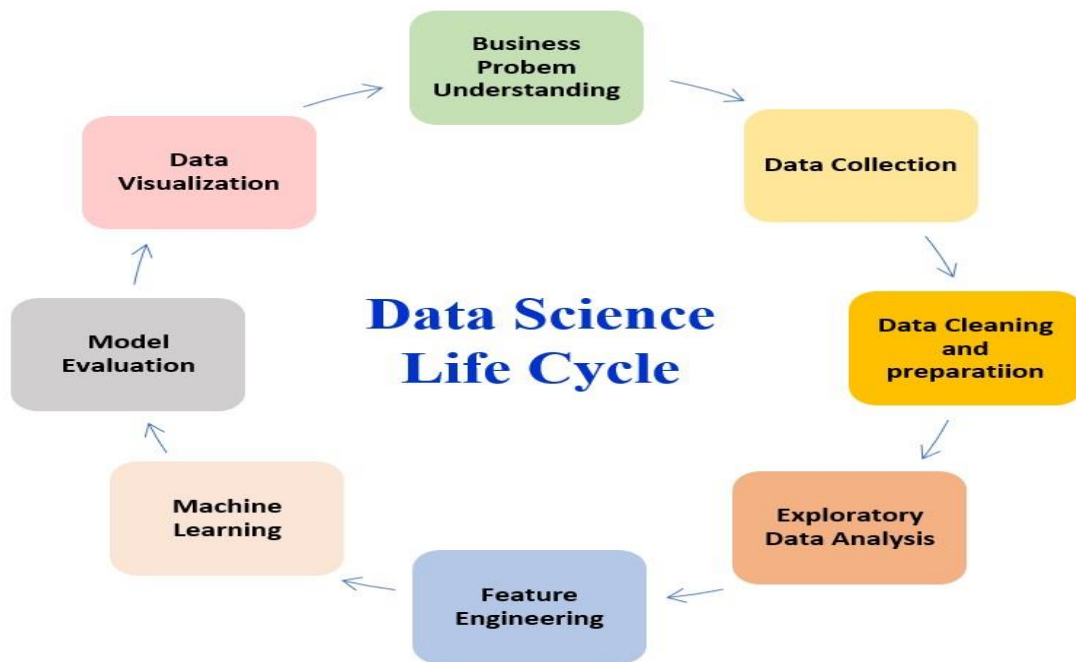 Business
Probem
Understanding
Data Collection
Data Cleaning
and
preparatiion
Exploratory
Data Analysis
Feature
Engineering
Machine
Learning
Model
Evaluation
Data
Visualization
Data Science
Life Cycle